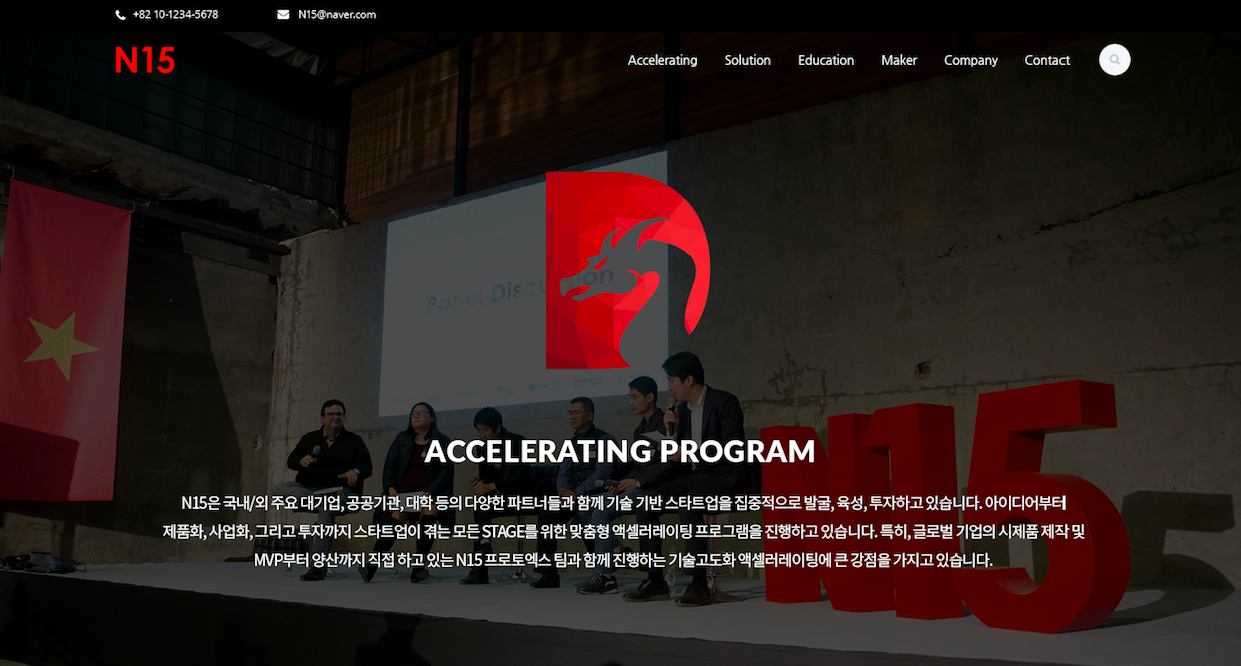 +82 10-1234-5678
N15@naver.com
N15
Accelerating
Solution
Education
Maker
Company
Contact
Panel Discussion
N15
ACCELERATING PROGRAM
N15은 국내/외 주요 대기업, 공공기관, 대학 등의 다양한 파트너들과 함께 기술 기반 스타트업을 집중적으로 발굴, 육성, 투자하고 있습니다. 아이디어부터
제품화, 사업화, 그리고 투자까지 스타트업이 겪는 모든 STAGE를 위한 맞춤형 액셀러레이팅 프로그램을 진행하고 있습니다. 특히, 글로벌 기업의 시제품 제작 및
MVP부터 양산까지 직접 하고 있는 N15 프로토엑스 팀과 함께 진행하는 기술고도화 액셀러레이팅에 큰 강점을 가지고 있습니다.